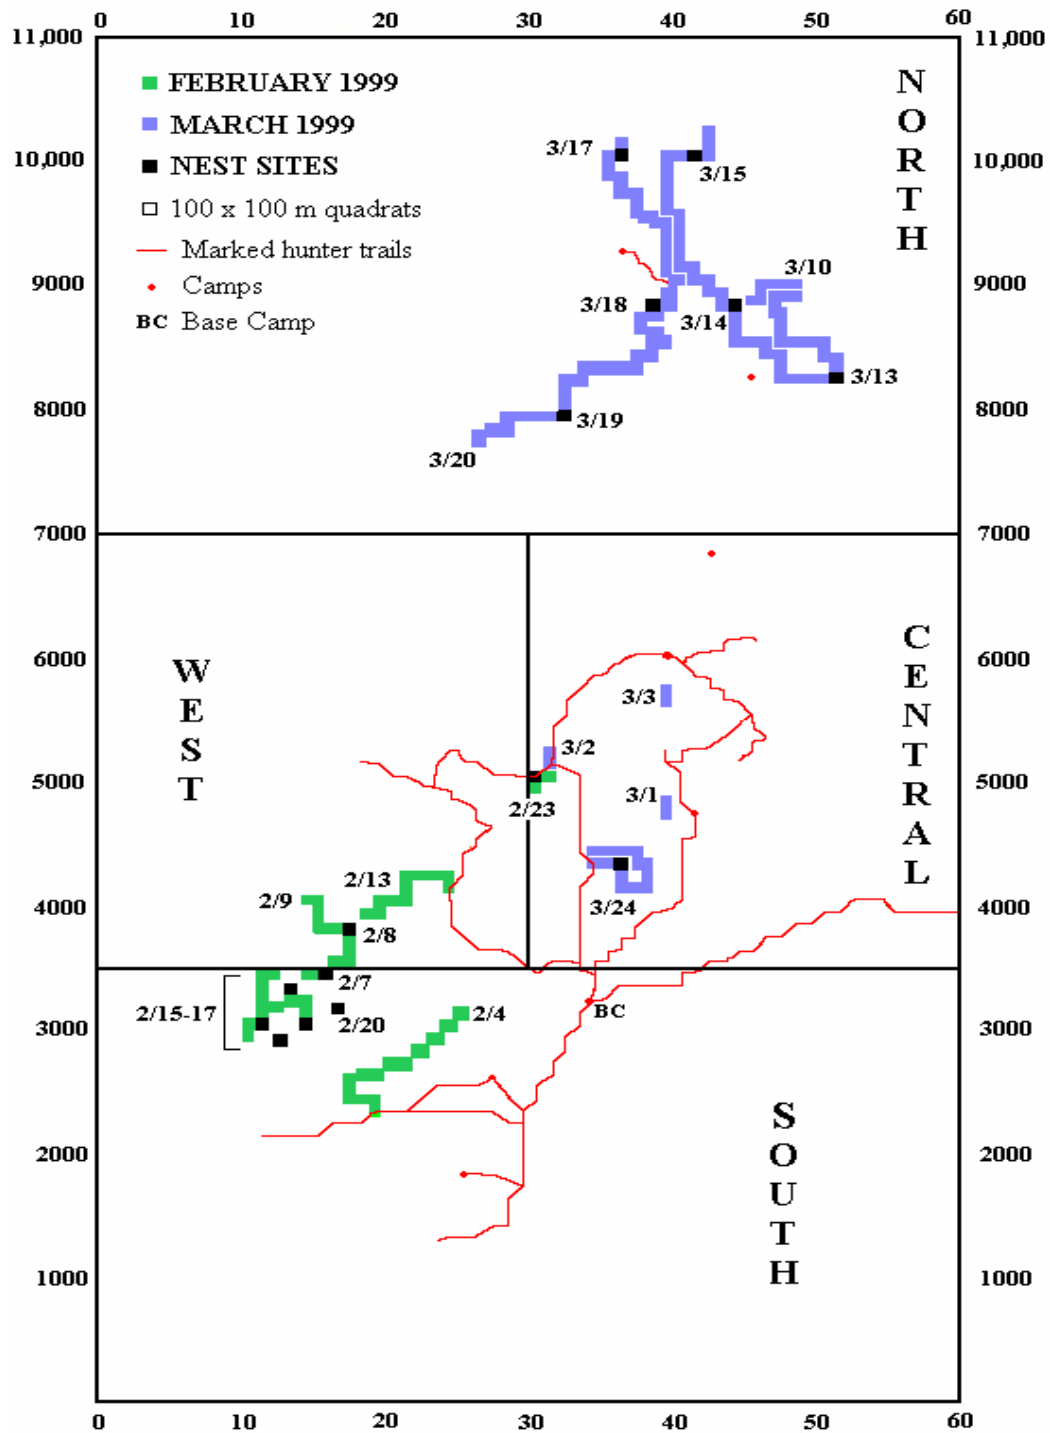 0 10 20 30 40 50 60
11,000 11,000
FEBRUARY 1999
MARCH 1999
NEST SITES
100 x 100 m quadrats
Marked hunter trails
Camps
BC Base Camp
N
O
R
T
H
3/17
3/15
10,000 10,000
3/10
9000 9000
3/18
3/14
3/13
8000 8000
3/19
3/20
7000 7000
W
E
S
T
C
E
N
T
R
A
L
6000 6000
3/3
3/2
5000 5000
3/1
2/23
2/13
2/9
3/24
4000 4000
2/8
2/7
2/15-17
2/20
2/4
BC
3000 3000
S
O
U
T
H
2000 2000
1000 1000
0 10 20 30 40 50 60